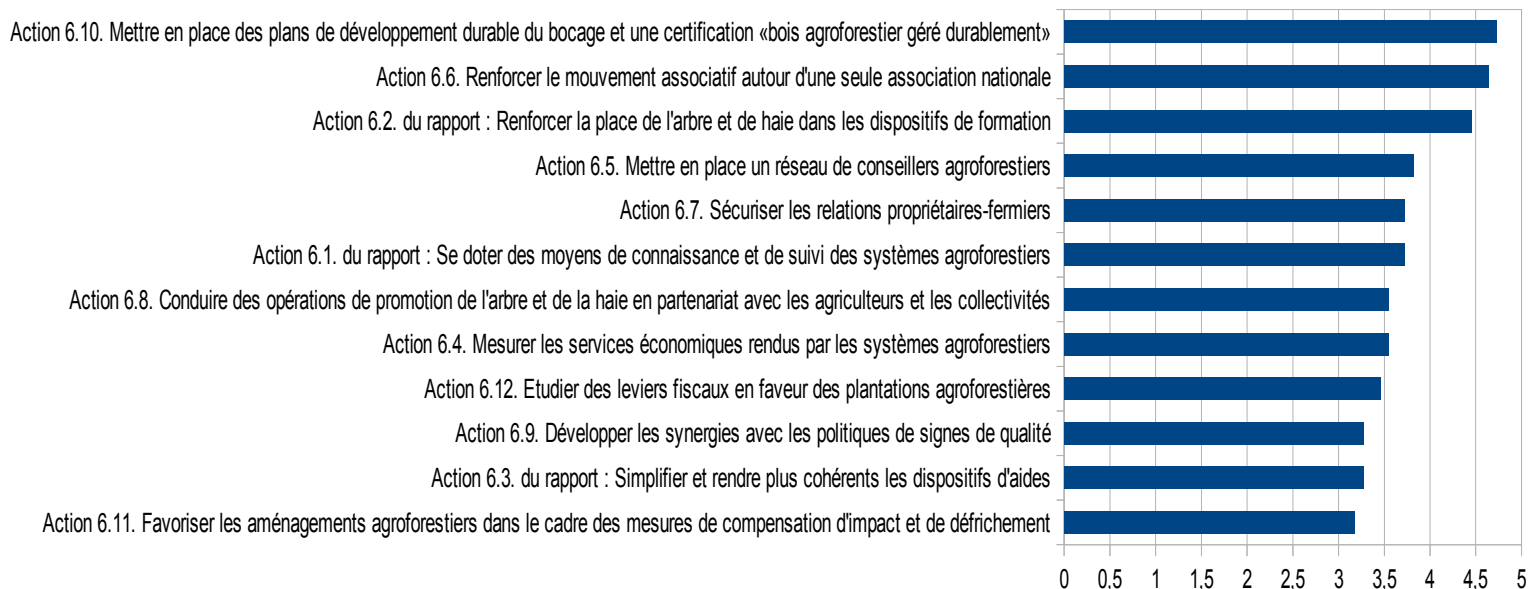 Action 6.10. Mettre en place des plans de développement durable du bocage et une certification «bois agroforestier géré durablement»
Action 6.6. Renforcer le mouvement associatif autour d'une seule association nationale
Action 6.2. du rapport : Renforcer la place de l'arbre et de haie dans les dispositifs de formation
Action 6.5. Mettre en place un réseau de conseillers agroforestiers
Action 6.7. Sécuriser les relations propriétaires-fermiers
Action 6.1. du rapport : Se doter des moyens de connaissance et de suivi des systèmes agroforestiers
Action 6.8. Conduire des opérations de promotion de l'arbre et de la haie en partenariat avec les agriculteurs et les collectivités
Action 6.4. Mesurer les services économiques rendus par les systèmes agroforestiers
Action 6.12. Etudier des leviers fiscaux en faveur des plantations agroforestières
Action 6.9. Développer les synergies avec les politiques de signes de qualité
Action 6.3. du rapport : Simplifier et rendre plus cohérents les dispositifs d'aides
Action 6.11. Favoriser les aménagements agroforestiers dans le cadre des mesures de compensation d'impact et de défrichement
0 0,5 1 1,5 2 2,5 3 3,5 4 4,5 5